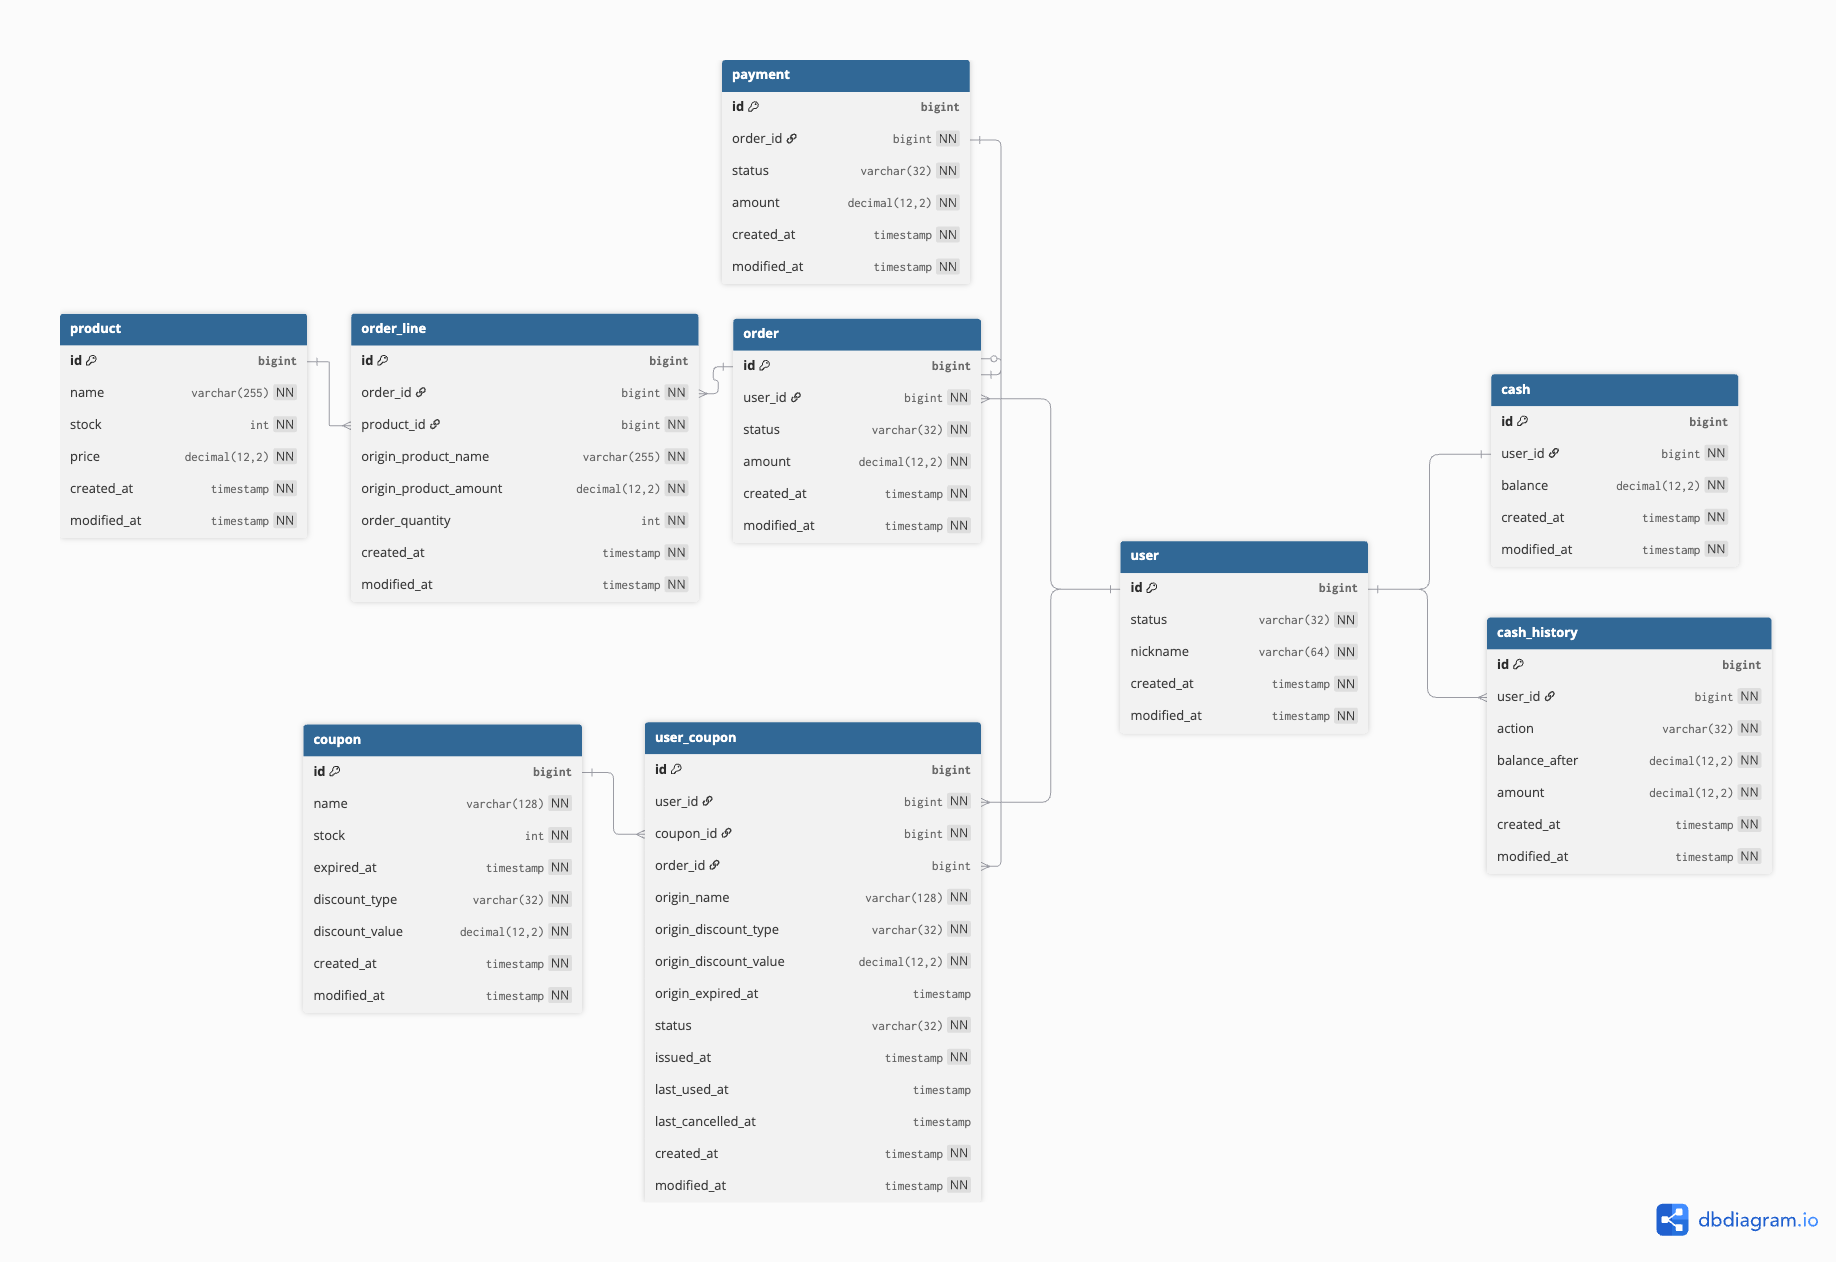 payment
id bigint
order_id bigint NN
status varchar(32) NN
amount decimal(12,2) NN
created_at timestamp NN
modified_at timestamp NN
product
id bigint
name varchar(255) NN
stock int NN
price decimal(12,2) NN
created_at timestamp NN
modified_at timestamp NN
order_line
id bigint
order_id bigint NN
product_id bigint NN
origin_product_name varchar(255) NN
origin_product_amount decimal(12,2) NN
order_quantity int NN
created_at timestamp NN
modified_at timestamp NN
order
id bigint
user_id bigint NN
status varchar(32) NN
amount decimal(12,2) NN
created_at timestamp NN
modified_at timestamp NN
cash
id bigint
user_id bigint NN
balance decimal(12,2) NN
created_at timestamp NN
modified_at timestamp NN
user
id bigint
status varchar(32) NN
nickname varchar(64) NN
created_at timestamp NN
modified_at timestamp NN
cash_history
id bigint
user_id bigint NN
action varchar(32) NN
balance_after decimal(12,2) NN
amount decimal(12,2) NN
created_at timestamp NN
modified_at timestamp NN
coupon
id bigint
name varchar(128) NN
stock int NN
expired_at timestamp NN
discount_type varchar(32) NN
discount_value decimal(12,2) NN
created_at timestamp NN
modified_at timestamp NN
user_coupon
id bigint
user_id bigint NN
coupon_id bigint NN
order_id bigint
origin_name varchar(128) NN
origin_discount_type varchar(32) NN
origin_discount_value decimal(12,2) NN
origin_expired_at timestamp
status varchar(32) NN
issued_at timestamp NN
last_used_at timestamp
last_cancelled_at timestamp
created_at timestamp NN
modified_at timestamp NN
dbdiagram.io